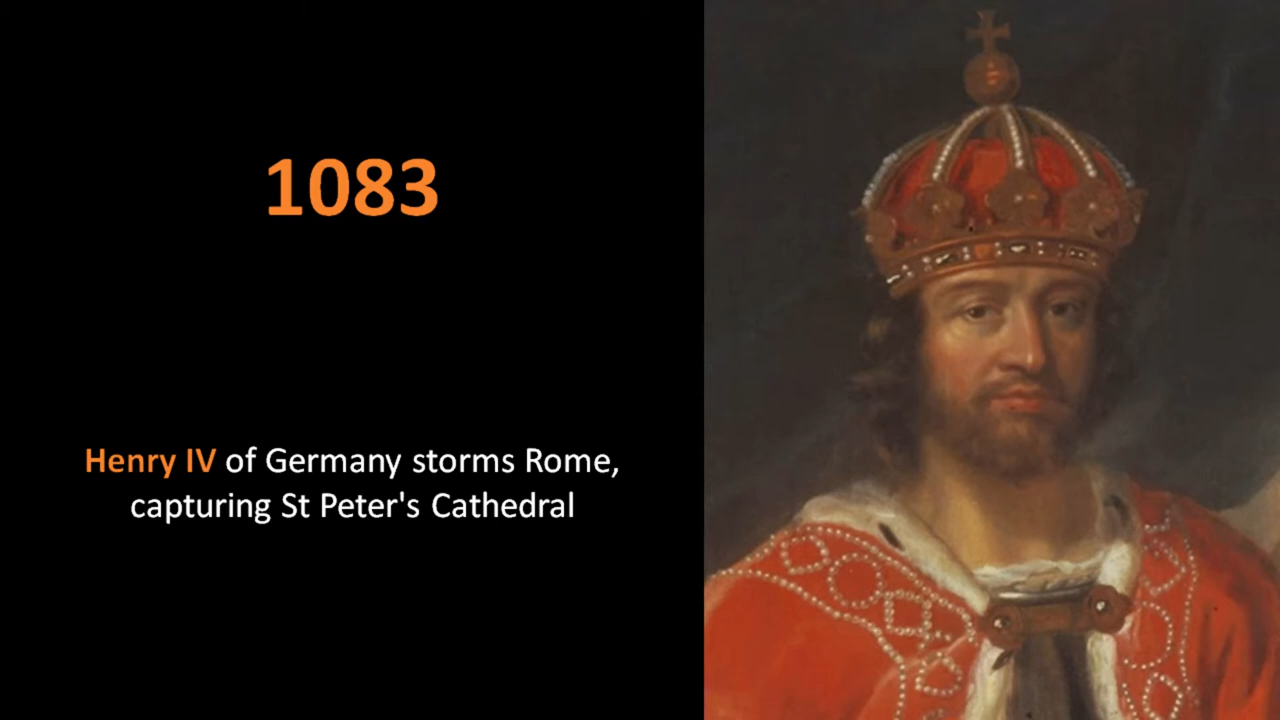 1083
Henry IV of Germany storms Rome,
capturing St Peter's Cathedral